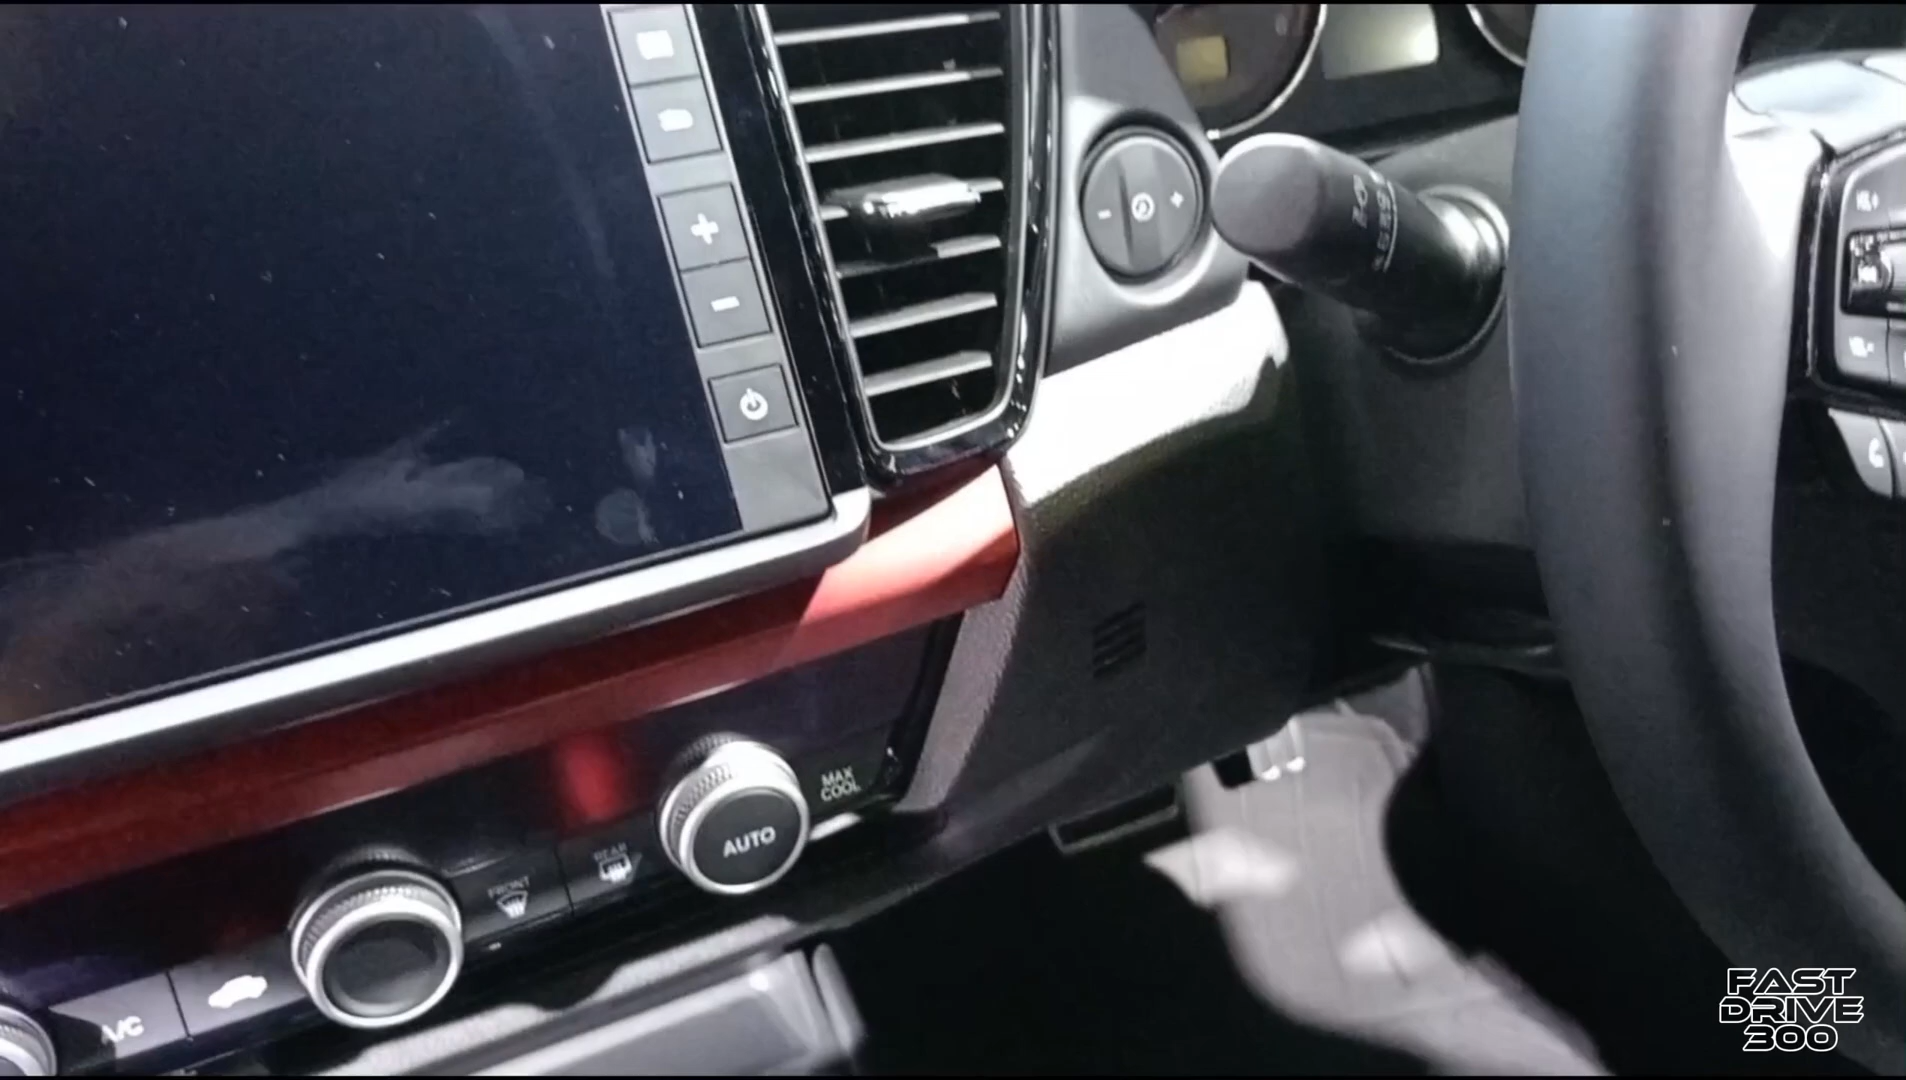 MAX
COOL
AUTO
REAR
FRONT
A/C
FAST
DRIVE
300